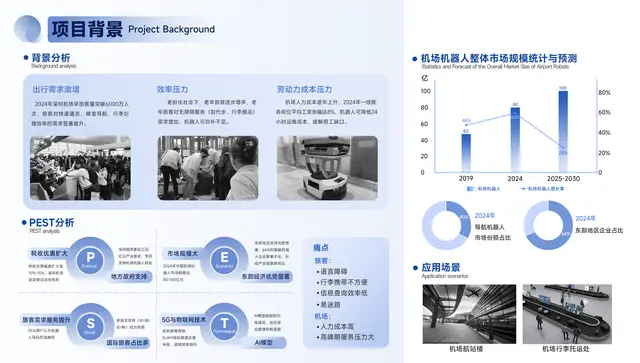 项目背景 Project Background
背景分析
Background analysis
出行需求激增
2024年深圳机场年旅客量突破6000万人
次,旅客对快速通关、精准导航、行李托
运效率的需求显著提升。
效率压力
老龄化社会下,老年旅客逐步增多,老
年旅客对无障碍服务(如代步、行李搬运)
需求增加,机器人可弥补不足。
劳动力成本压力
机场人力成本逐年上升,2024年一线服
务岗位平均工资涨幅达8%,机器人可降低24
小时运维成本,缓解用工缺口。
PEST分析
PEST analysis
税收优惠扩大
P
Political
地方政府支持
市场规模大
E
Economic
东部经济优势显著
旅客需求服务提升
S
Social
国际旅客占比多
5G与物联网技术
T
Technological
AI模型
痛点
旅客:
• 语言障碍
• 行李携带不方便
• 信息查询效率低
• 易迷路
机场:
• 人力成本高
• 高峰期服务压力大
机场机器人整体市场规模统计与预测
Statistics and Forecast of the Overall Market Size of Airport Robots
亿
100
80
60
40
20
0
80%
60%
40%
20%
80
100
2019
2024
2025-2030
机场机器人
机场机器人增长率
2024年
导航机器人
市场份额占比
2024年
东部地区企业占比
应用场景
Application scenarios
机场航站楼
机场行李托运处